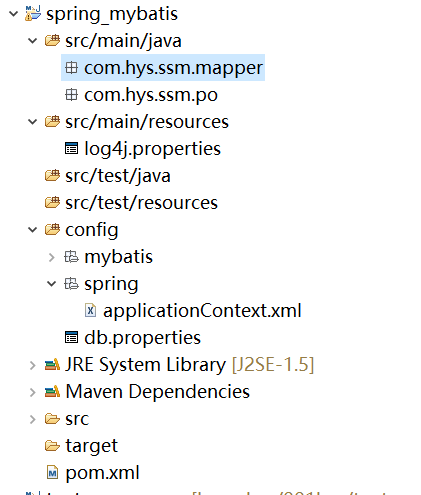 spring_mybatis
src/main/java
com.hys.ssm.mapper
com.hys.ssm.po
src/main/resources
log4j.properties
src/test/java
src/test/resources
config
mybatis
spring
applicationContext.xml
db.properties
JRE System Library [J2SE-1.5]
Maven Dependencies
src
target
pom.xml